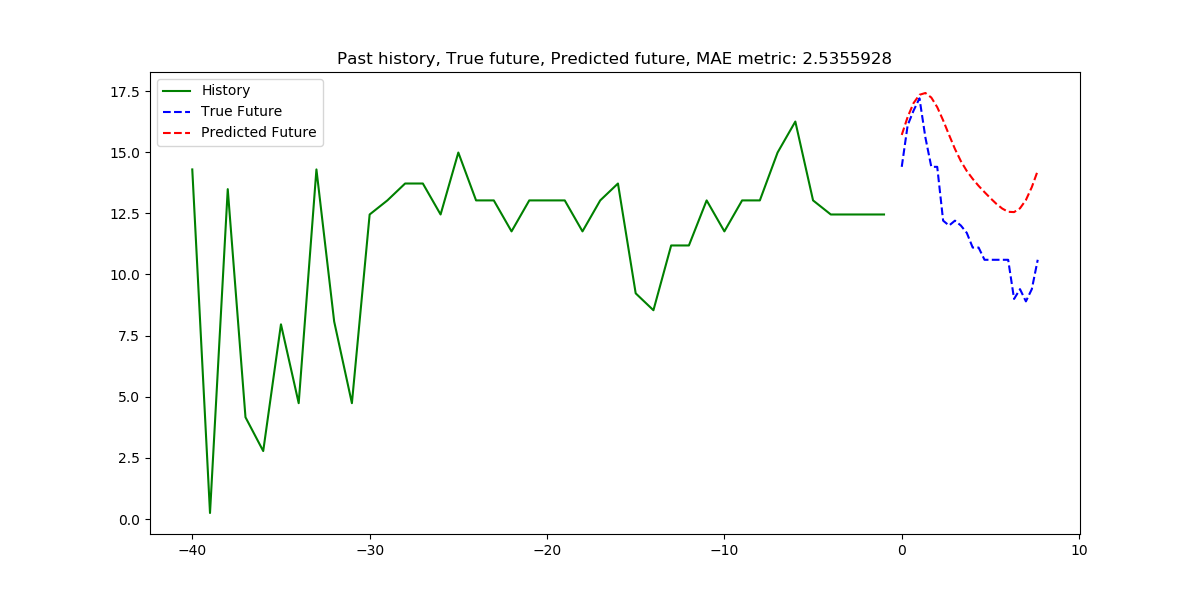 Past history, True future, Predicted future, MAE metric: 2.5355928
History
True Future
Predicted Future
17.5
15.0
12.5
10.0
7.5
5.0
2.5
0.0
−40 −30 −20 −10 0 10